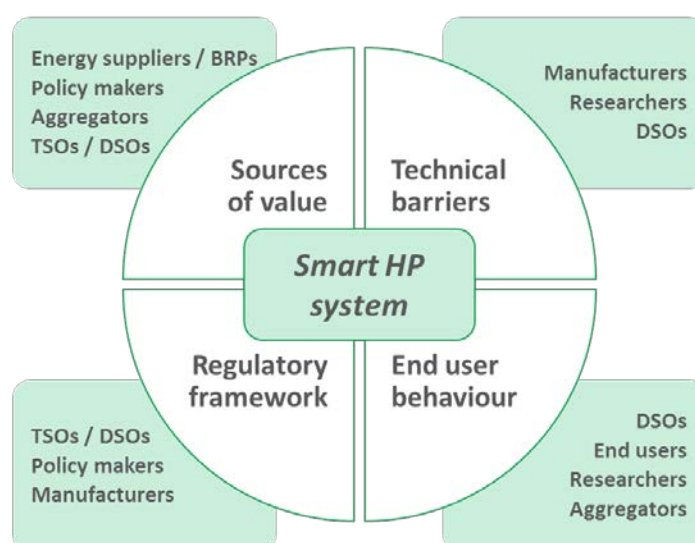 Energy suppliers / BRPs
Policy makers
Aggregators
TSOs / DSOs
Manufacturers
Researchers
DSOs
Sources
of value
Technical
barriers
Smart HP
system
Regulatory
framework
End user
behaviour
TSOs / DSOs
Policy makers
Manufacturers
DSOs
End users
Researchers
Aggregators